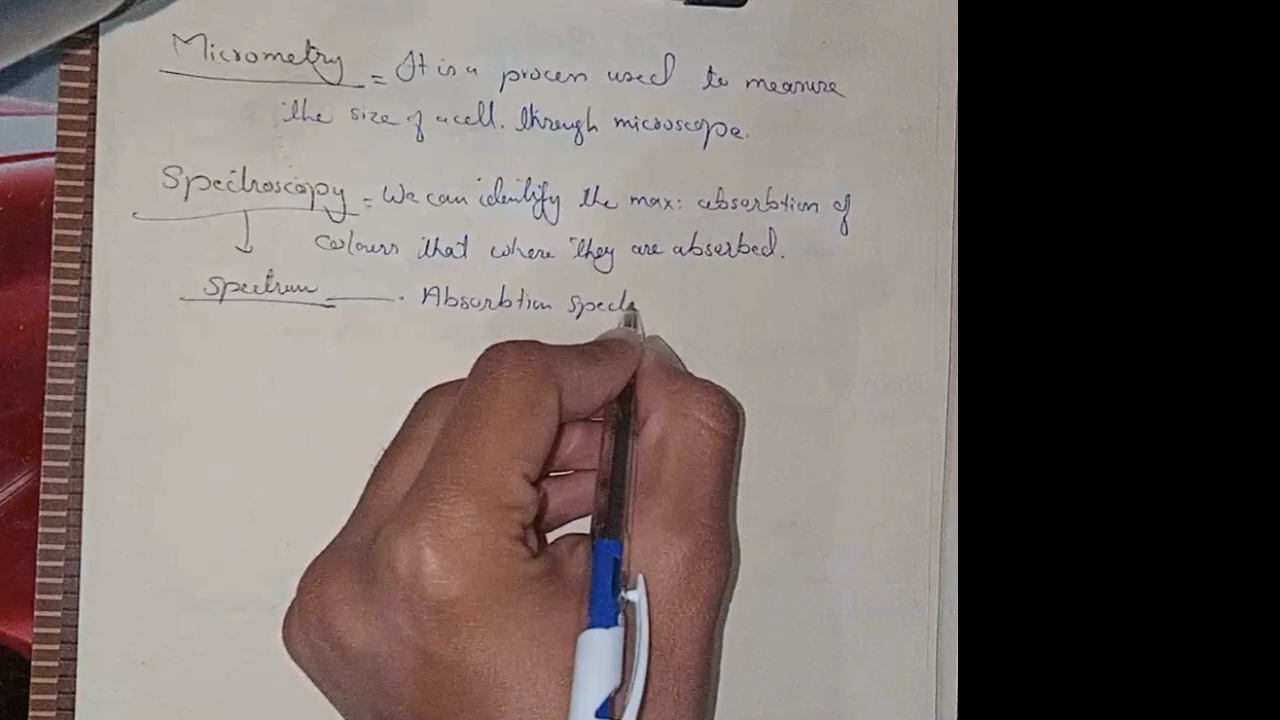 Micrometry = It is a process used to measure
the size of a cell. through microscope.
Spectroscopy = We can identify the max: absorbtion of
colours that where they are absorbed.
Spectrum — . Absorbtion spect